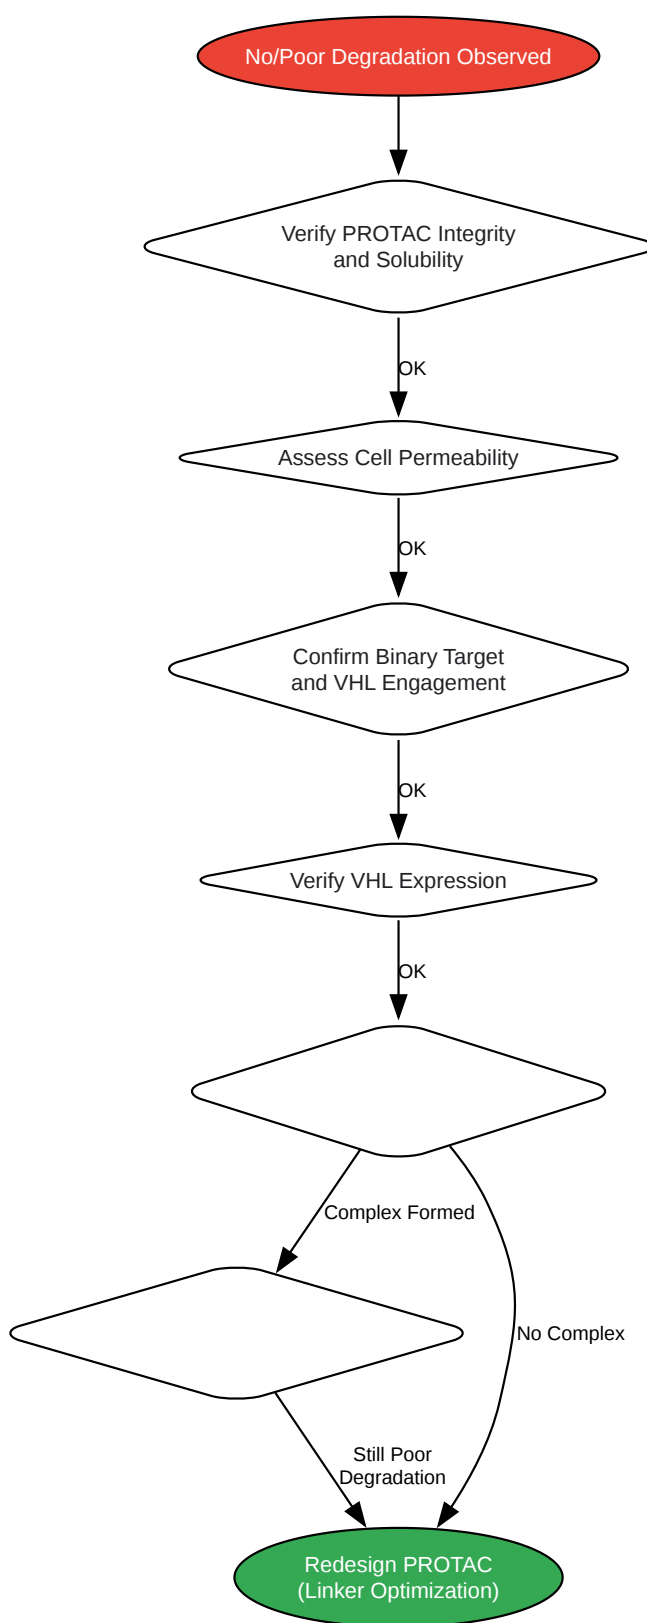 No/Poor Degradation Observed
Verify PROTAC Integrity
and Solubility
OK
Assess Cell Permeability
OK
Confirm Binary Target
and VHL Engagement
OK
Verify VHL Expression
OK
Complex Formed
No Complex
Still Poor
Degradation
Redesign PROTAC
(Linker Optimization)